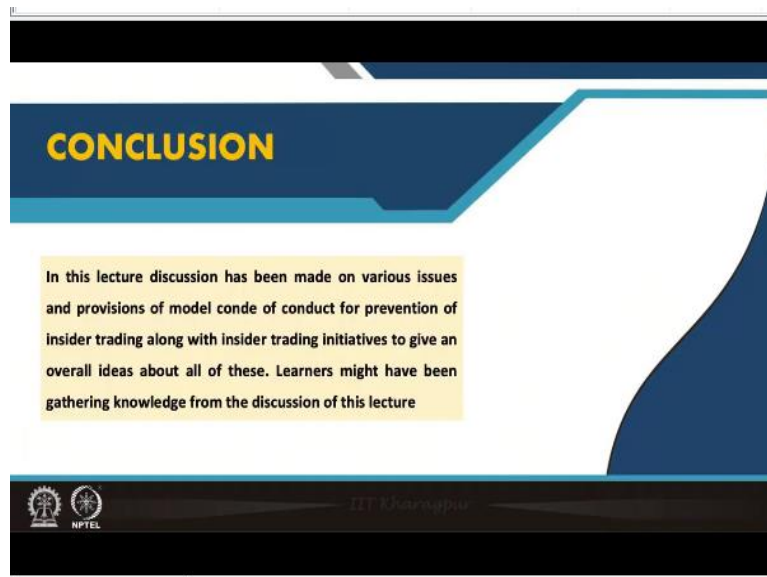 CONCLUSION
In this lecture discussion has been made on various issues
and provisions of model conde of conduct for prevention of
insider trading along with insider trading initiatives to give an
overall ideas about all of these. Learners might have been
gathering knowledge from the discussion of this lecture
IIT Kharagpur
NPTEL